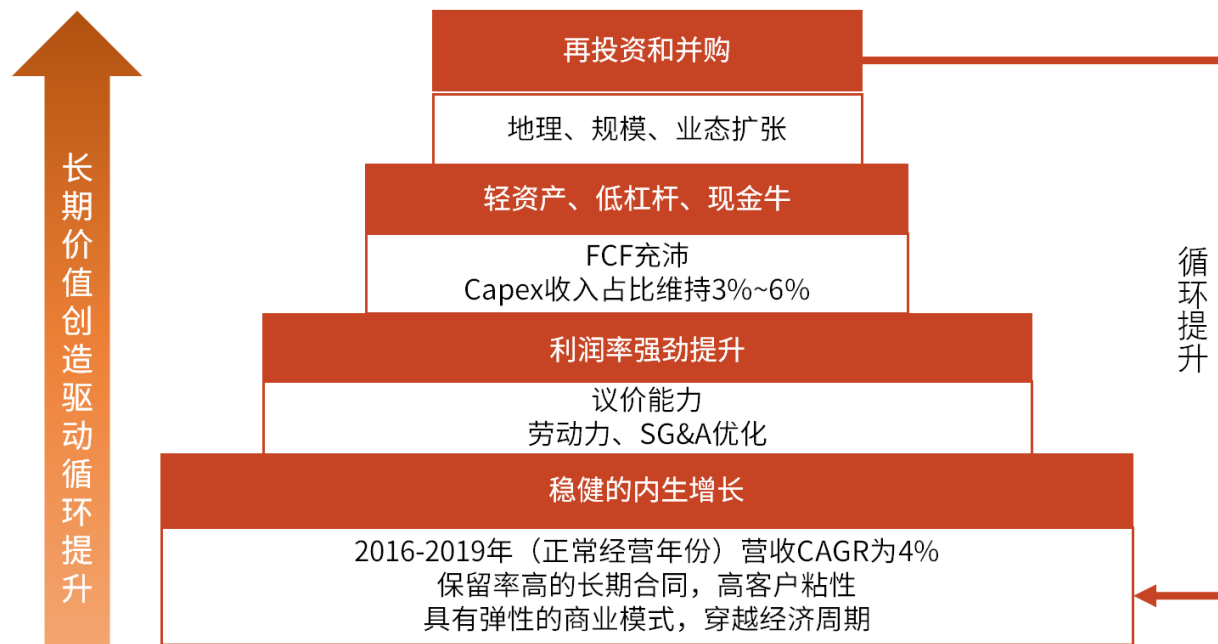 再投资和并购
地理、规模、业态扩张
轻资产、低杠杆、现金牛
FCF充沛
Capex收入占比维持3%~6%
利润率强劲提升
议价能力
劳动力、SG&A优化
稳健的内生增长
2016-2019年（正常经营年份）营收CAGR为4%
保留率高的长期合同，高客户粘性
具有弹性的商业模式，穿越经济周期
长期价值创造驱动循环提升
循环提升